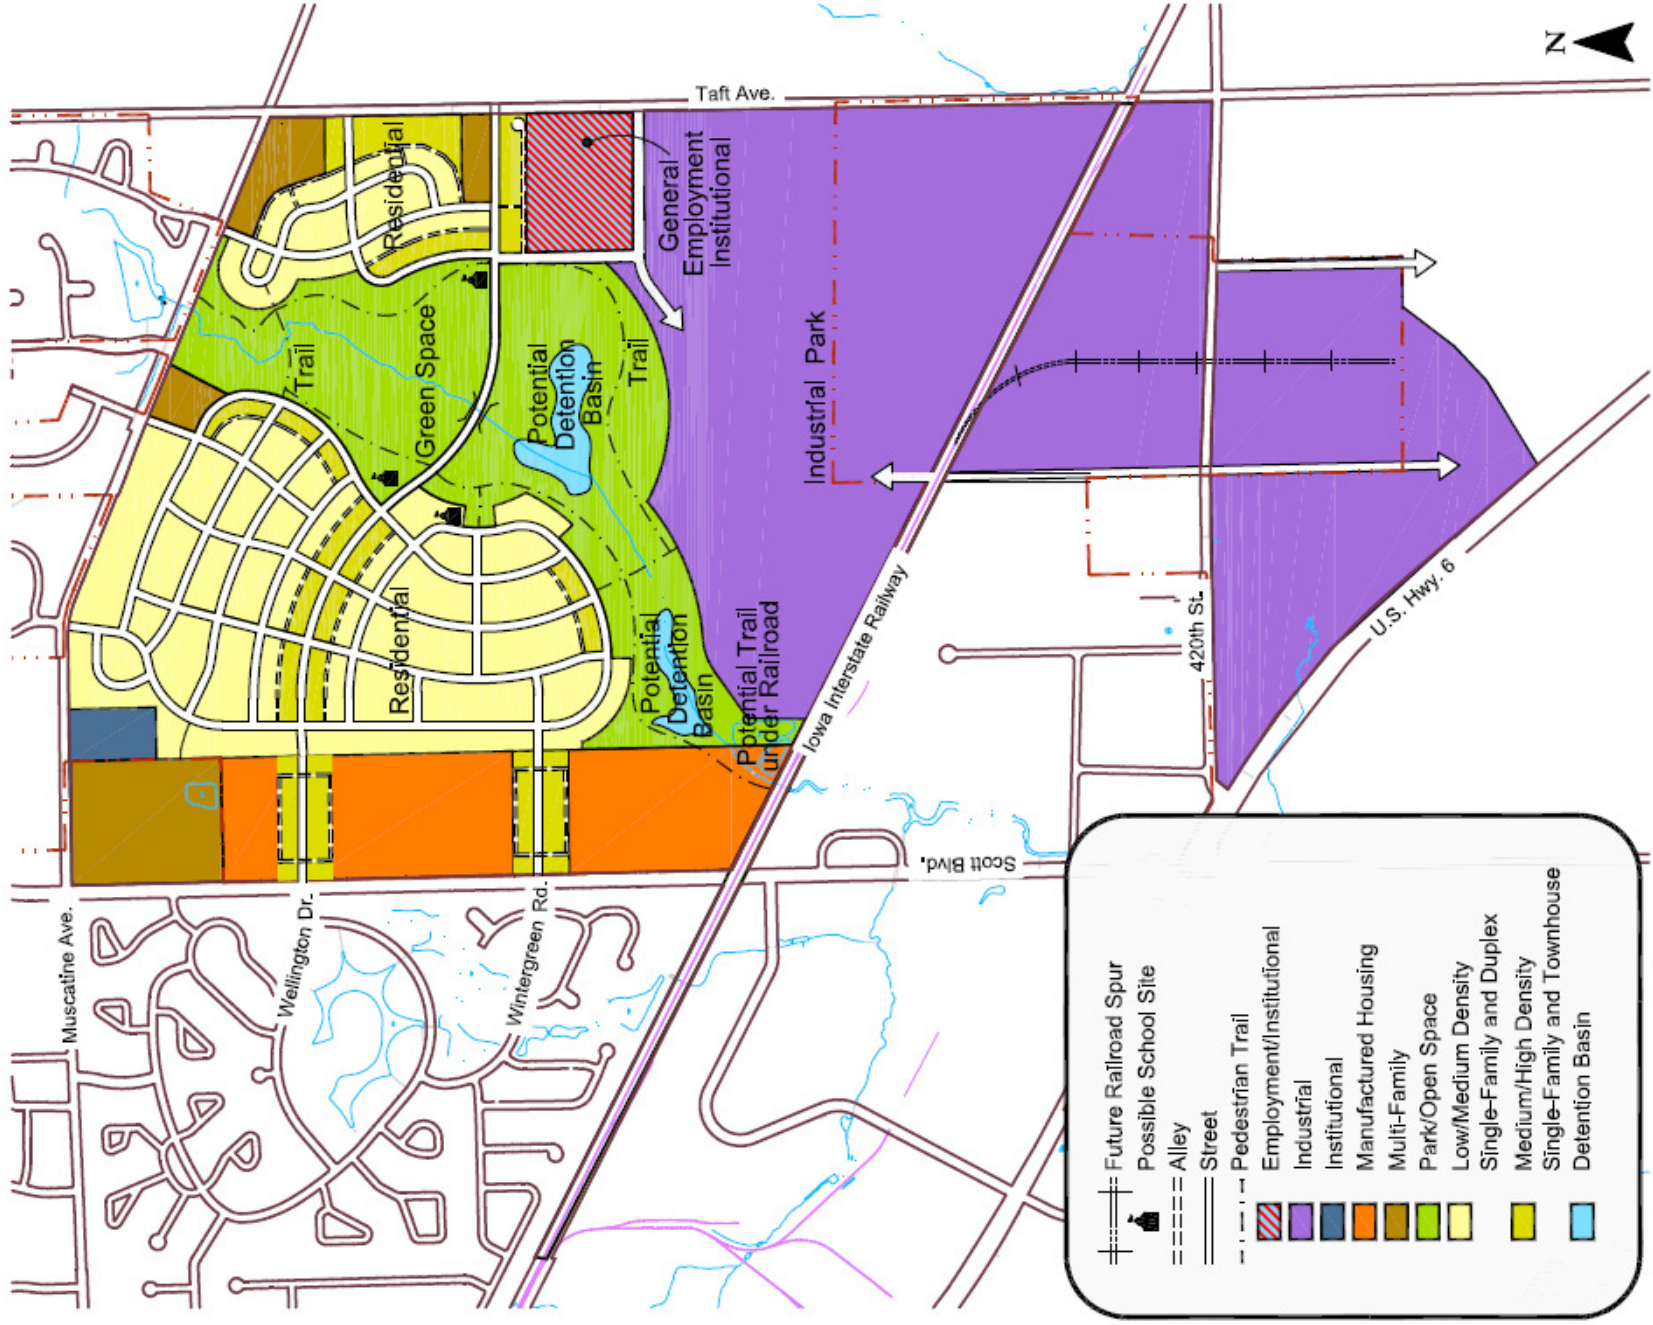 N
Taft Ave.
Residential
General
Employment
Institutional
Trail
Green Space
Potential
Detention
Basin
Trail
Industrial Park
Residential
Potential
Detention
Basin
Potential Trail
under Railroad
Iowa Interstate Railway
420th St.
U.S. Hwy. 6
Scott Blvd.
Muscatine Ave.
Wellington Dr.
Wintergreen Rd.
Future Railroad Spur
Possible School Site
Alley
Street
Pedestrian Trail
Employment/Institutional
Industrial
Institutional
Manufactured Housing
Multi-Family
Park/Open Space
Low/Medium Density
Single-Family and Duplex
Medium/High Density
Single-Family and Townhouse
Detention Basin